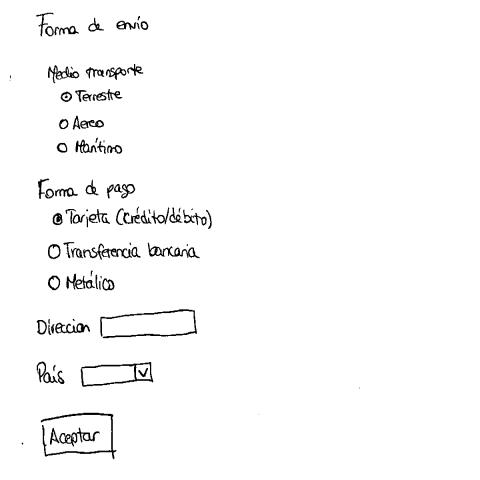 Forma de envío
Medio transporte
Terrestre
Aereo
Marítimo
Forma de pago
Tarjeta (Crédito/débito)
Transferencia bancaria
Metálico
Direccion
País
Aceptar